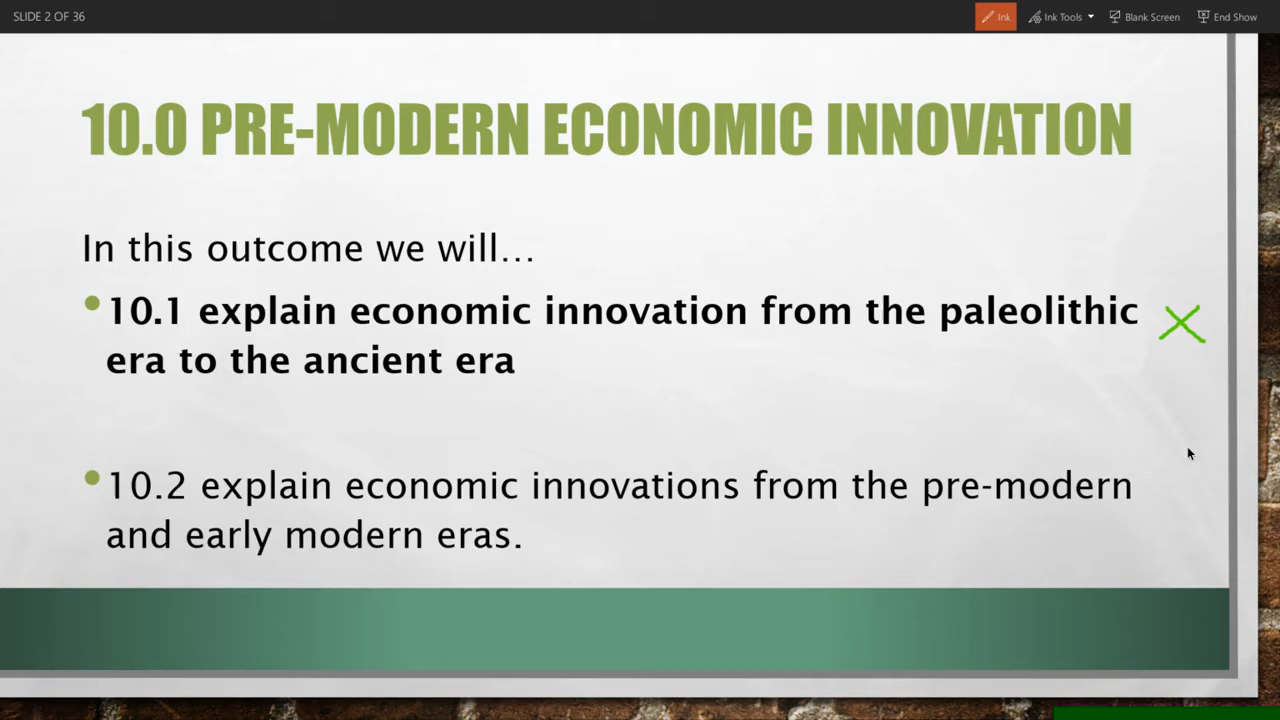 SLIDE 2 OF 36
Ink
Ink Tools
Blank Screen
End Show
10.0 PRE-MODERN ECONOMIC INNOVATION
In this outcome we will…
•10.1 explain economic innovation from the paleolithic
era to the ancient era
•10.2 explain economic innovations from the pre-modern
and early modern eras.